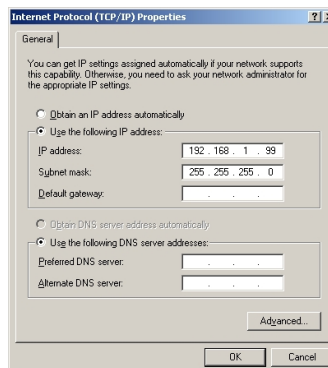 Internet Protocol (TCP/IP) Properties
General
You can get IP settings assigned automatically if your network supports
this capability. Otherwise, you need to ask your network administrator for
the appropriate IP settings.
Obtain an IP address automatically
Use the following IP address:
IP address: 192 . 168 . 1 . 99
Subnet mask: 255 . 255 . 255 . 0
Default gateway: . . .
Obtain DNS server address automatically
Use the following DNS server addresses:
Preferred DNS server: . . .
Alternate DNS server: . . .
Advanced...
OK Cancel